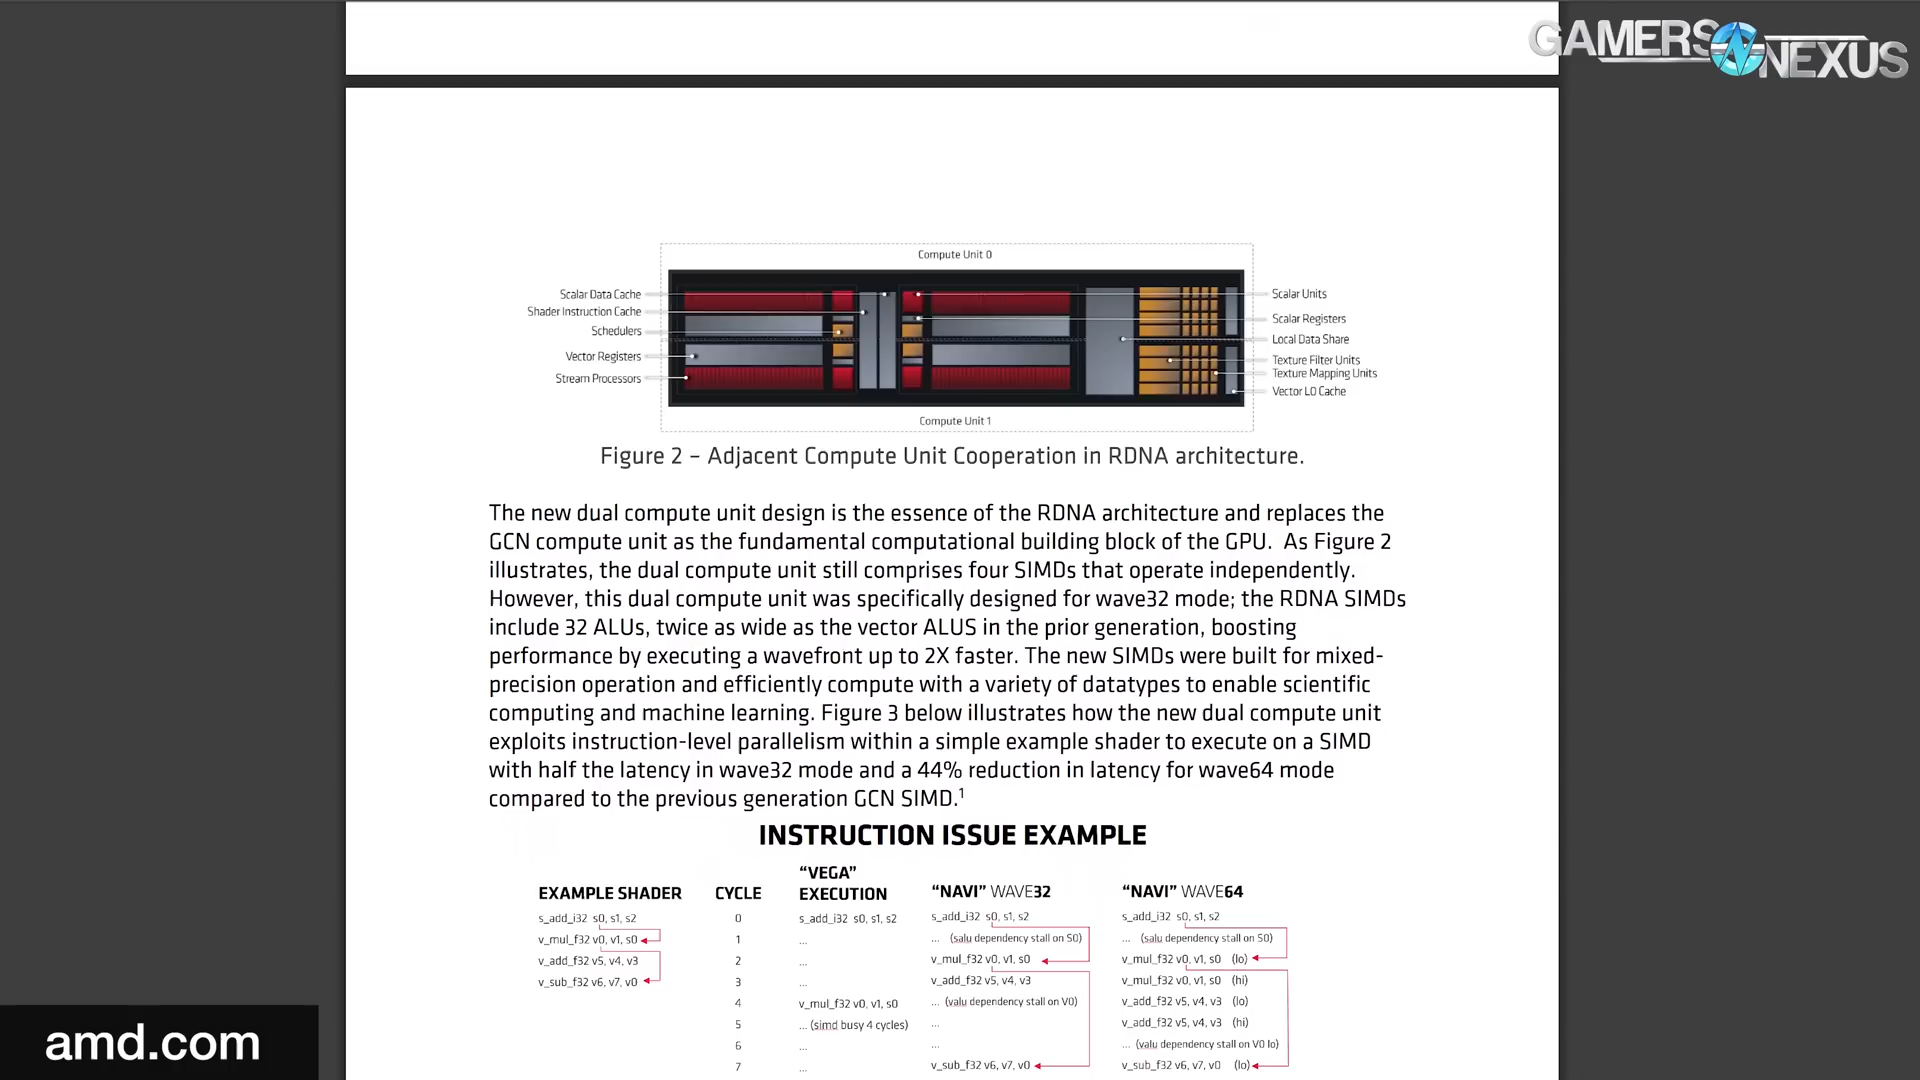 GAMERS NEXUS
Compute Unit 0
Scalar Data Cache
Shader Instruction Cache
Schedulers
Vector Registers
Stream Processors
Scalar Units
Scalar Registers
Local Data Share
Texture Filter Units
Texture Mapping Units
Vector L0 Cache
Compute Unit 1
Figure 2 – Adjacent Compute Unit Cooperation in RDNA architecture.
The new dual compute unit design is the essence of the RDNA architecture and replaces the
GCN compute unit as the fundamental computational building block of the GPU. As Figure 2
illustrates, the dual compute unit still comprises four SIMDs that operate independently.
However, this dual compute unit was specifically designed for wave32 mode; the RDNA SIMDs
include 32 ALUs, twice as wide as the vector ALUS in the prior generation, boosting
performance by executing a wavefront up to 2X faster. The new SIMDs were built for mixed-
precision operation and efficiently compute with a variety of datatypes to enable scientific
computing and machine learning. Figure 3 below illustrates how the new dual compute unit
exploits instruction-level parallelism within a simple example shader to execute on a SIMD
with half the latency in wave32 mode and a 44% reduction in latency for wave64 mode
compared to the previous generation GCN SIMD.¹
INSTRUCTION ISSUE EXAMPLE
EXAMPLE SHADER CYCLE "VEGA" EXECUTION "NAVI" WAVE32 "NAVI" WAVE64
s_add_i32 s0, s1, s2 0 s_add_i32 s0, s1, s2 s_add_i32 s0, s1, s2 s_add_i32 s0, s1, s2
v_mul_f32 v0, v1, s0 1 ... ... (salu dependency stall on S0) ... (salu dependency stall on S0)
v_add_f32 v5, v4, v3 2 ... v_mul_f32 v0, v1, s0 v_mul_f32 v0, v1, s0 (lo)
v_sub_f32 v6, v7, v0 3 ... v_add_f32 v5, v4, v3 v_mul_f32 v0, v1, s0 (hi)
4 v_mul_f32 v0, v1, s0 ... (valu dependency stall on V0) v_add_f32 v5, v4, v3 (lo)
5 ... (simd busy 4 cycles) ... v_add_f32 v5, v4, v3 (hi)
6 ... ... ... (valu dependency stall on V0 lo)
7 ... v_sub_f32 v6, v7, v0 v_sub_f32 v6, v7, v0 (lo)
amd.com